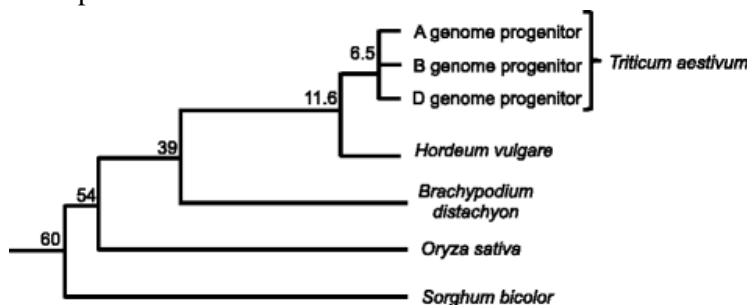 A genome progenitor
6.5
B genome progenitor
Triticum aestivum
D genome progenitor
11.6
Hordeum vulgare
39
Brachypodium
distachyon
54
Oryza sativa
60
Sorghum bicolor